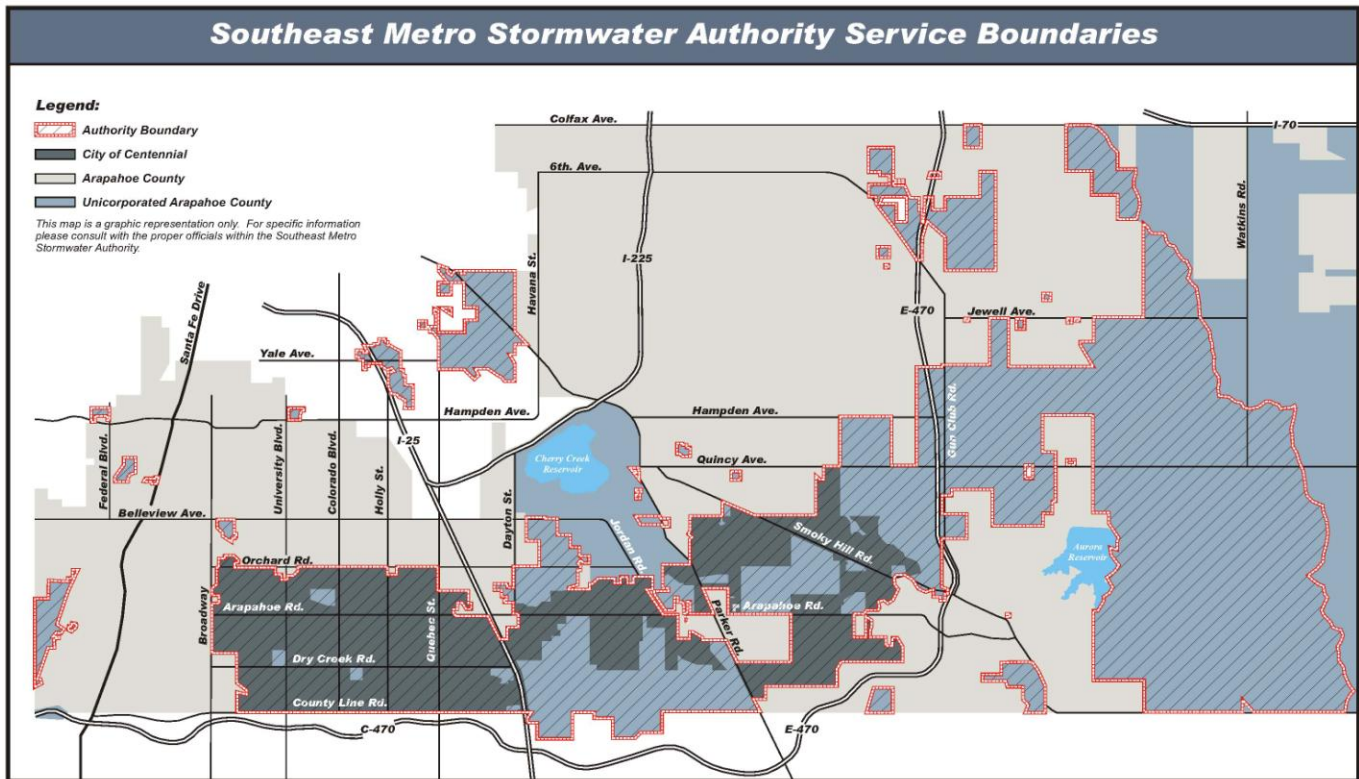 Southeast Metro Stormwater Authority Service Boundaries
Legend:
Authority Boundary
City of Centennial
Arapahoe County
Unicorporated Arapahoe County
This map is a graphic representation only. For specific information
please consult with the proper officials within the Southeast Metro
Stormwater Authority.
Colfax Ave.
I-70
6th. Ave.
Watkins Rd.
Havana St.
I-225
E-470
Jewell Ave.
Santa Fe Drive
Yale Ave.
Hampden Ave.
Hampden Ave.
Gun Club Rd.
I-25
Federal Blvd.
University Blvd.
Colorado Blvd.
Holly St.
Cherry Creek
Reservoir
Quincy Ave.
Belleview Ave.
Dayton St.
Jordan Rd.
Smoky Hill Rd.
Aurora
Reservoir
Orchard Rd.
Broadway
Arapahoe Rd.
Quebec St.
Parker Rd.
Arapahoe Rd.
Dry Creek Rd.
County Line Rd.
C-470
E-470